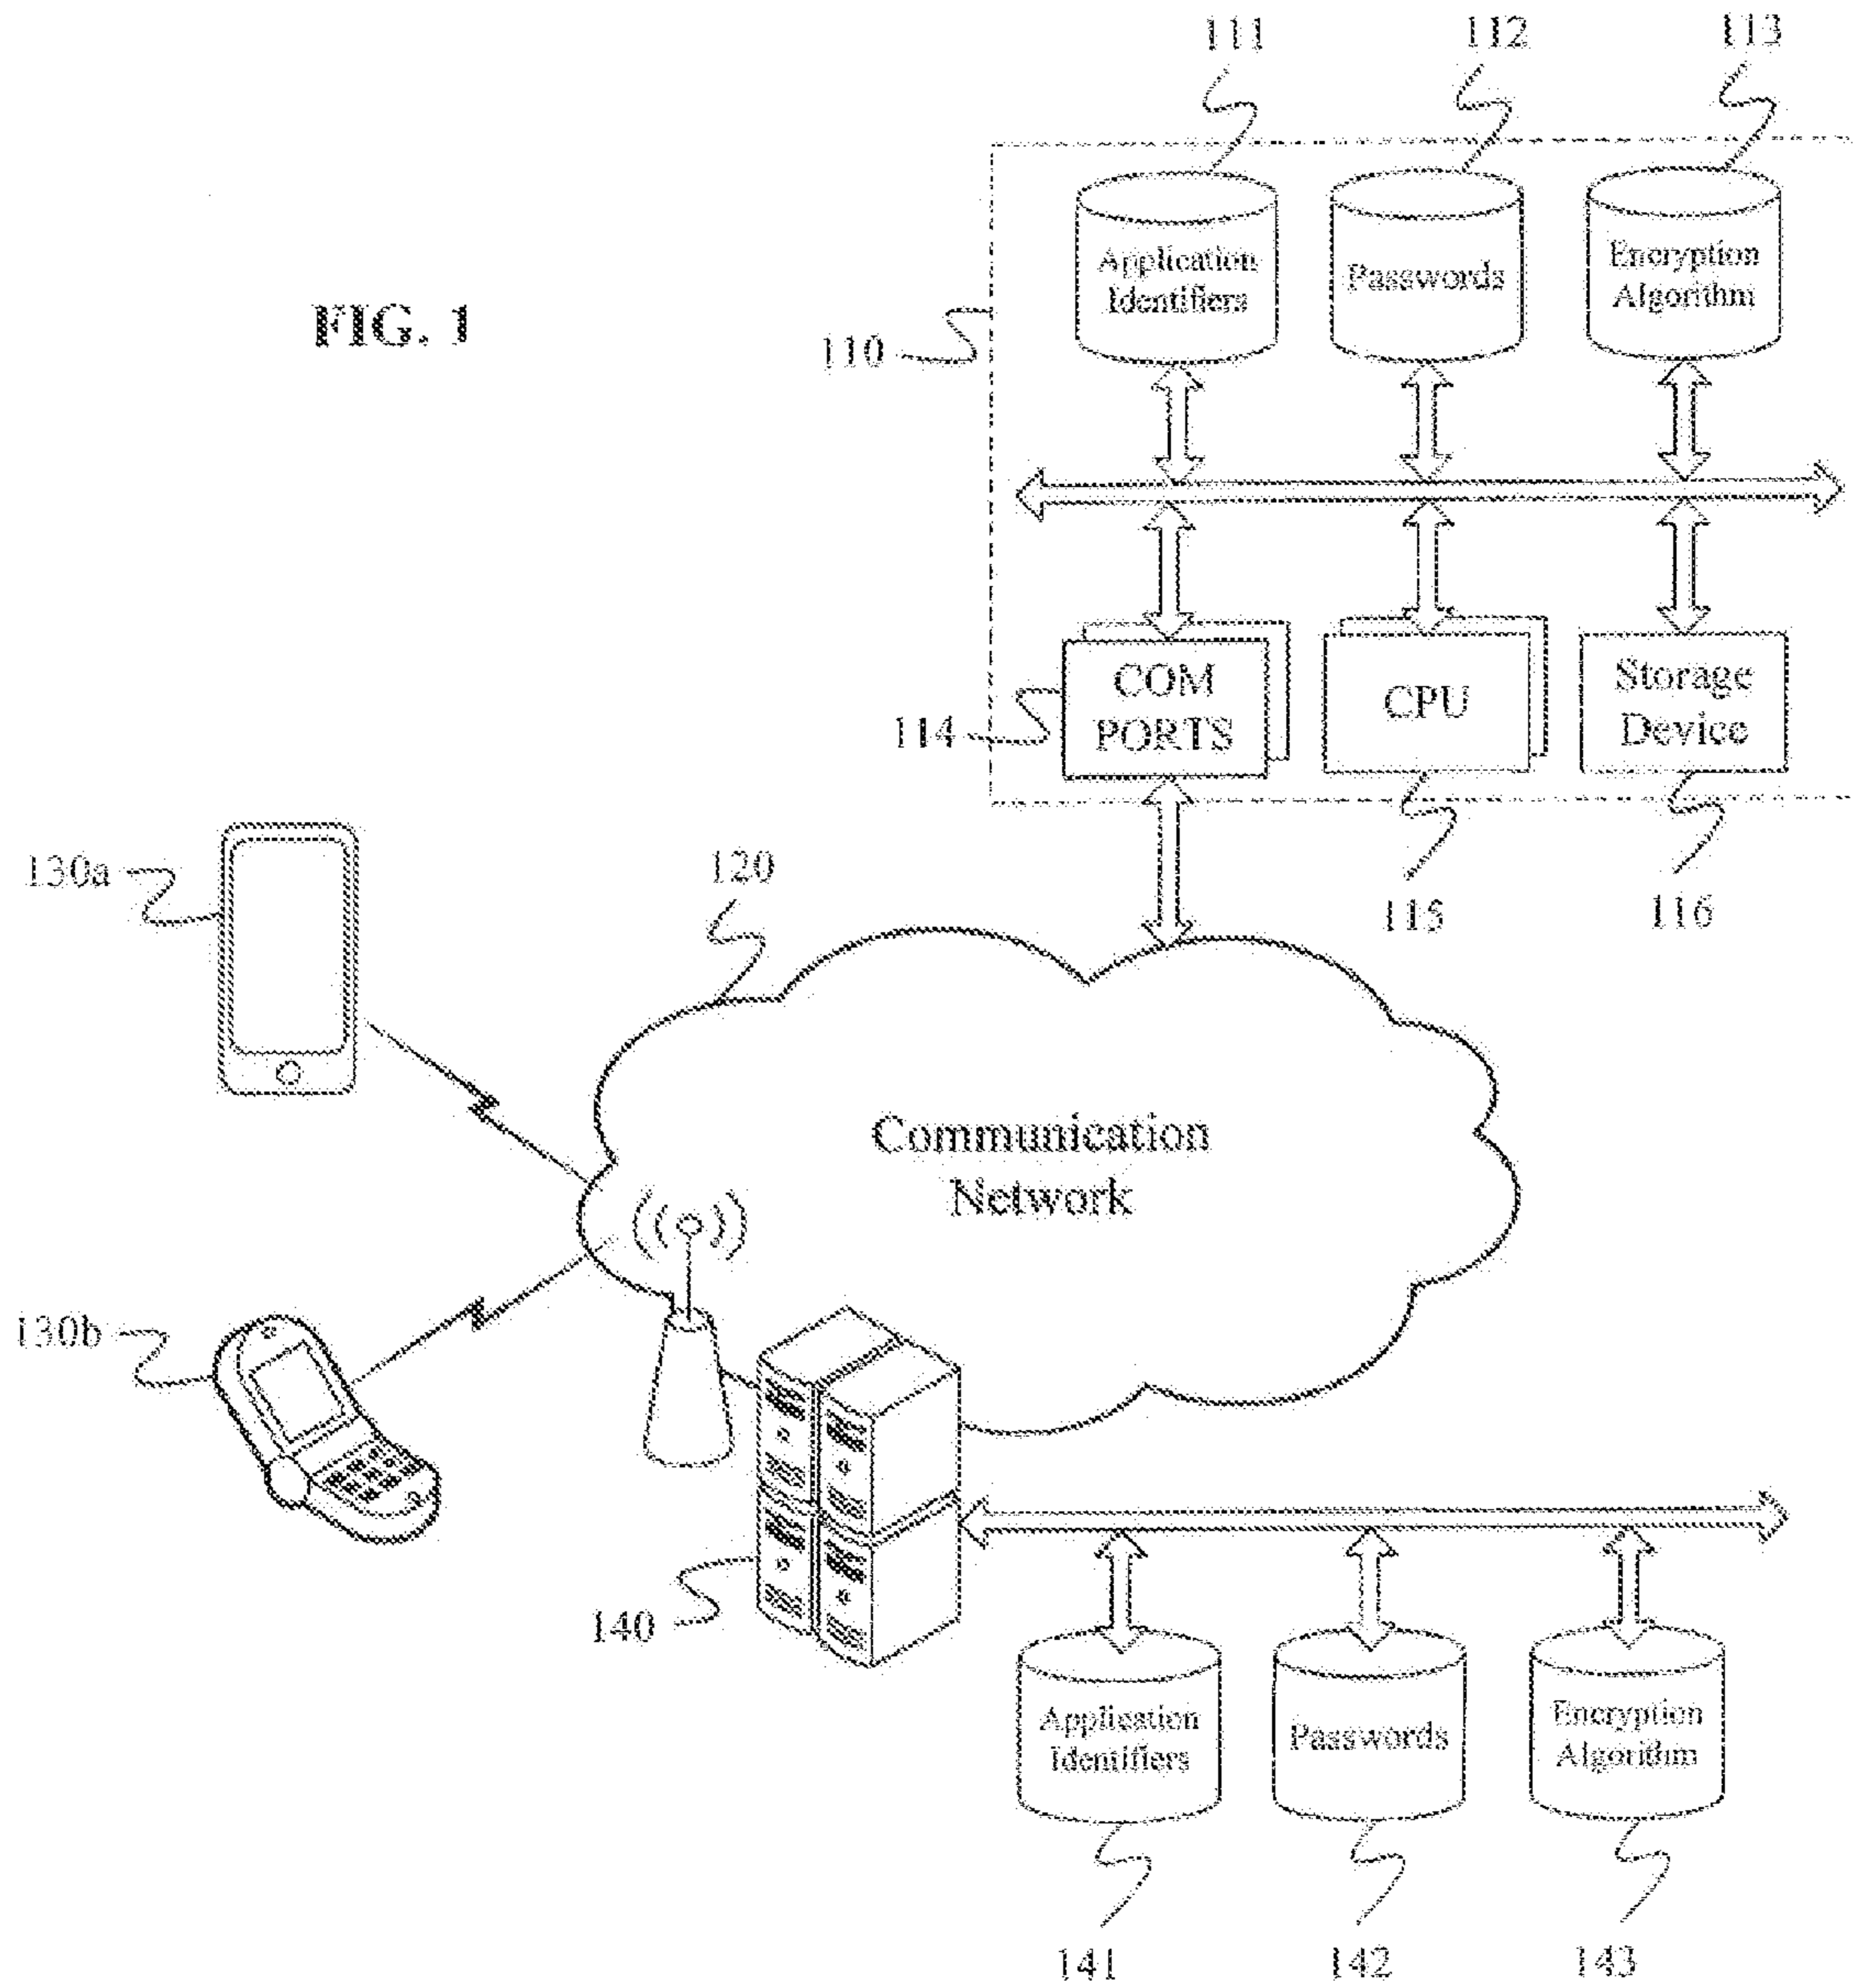 111
112
113
FIG. 1
110
Application
Identifiers
Passwords
Encryption
Algorithm
114
COM
PORTS
CPU
Storage
Device
115
116
130a
120
Communication
Network
130b
140
Application
Identifiers
Passwords
Encryption
Algorithm
141
142
143